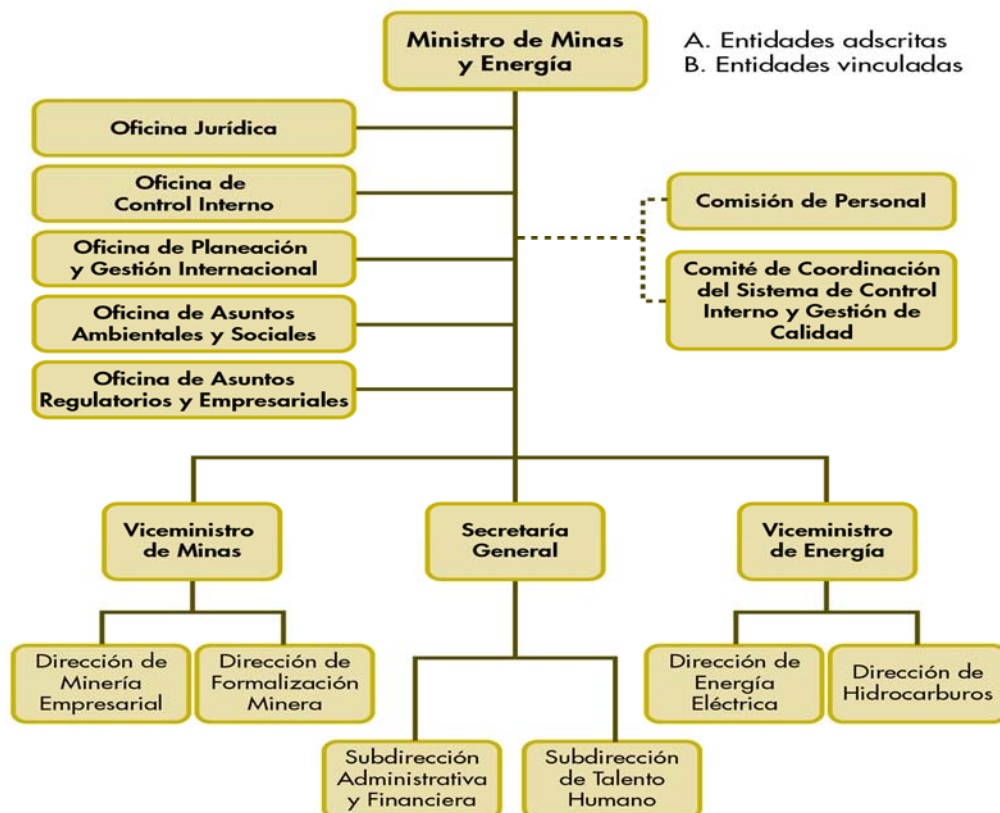 Ministro de Minas
y Energía
A. Entidades adscritas
B. Entidades vinculadas
Oficina Jurídica
Oficina de
Control Interno
Oficina de Planeación
y Gestión Internacional
Oficina de Asuntos
Ambientales y Sociales
Oficina de Asuntos
Regulatorios y Empresariales
Comisión de Personal
Comité de Coordinación
del Sistema de Control
Interno y Gestión de
Calidad
Viceministro
de Minas
Secretaría
General
Viceministro
de Energía
Dirección de
Minería
Empresarial
Dirección de
Formalización
Minera
Subdirección
Administrativa
y Financiera
Subdirección
de Talento
Humano
Dirección de
Energía
Eléctrica
Dirección de
Hidrocarburos